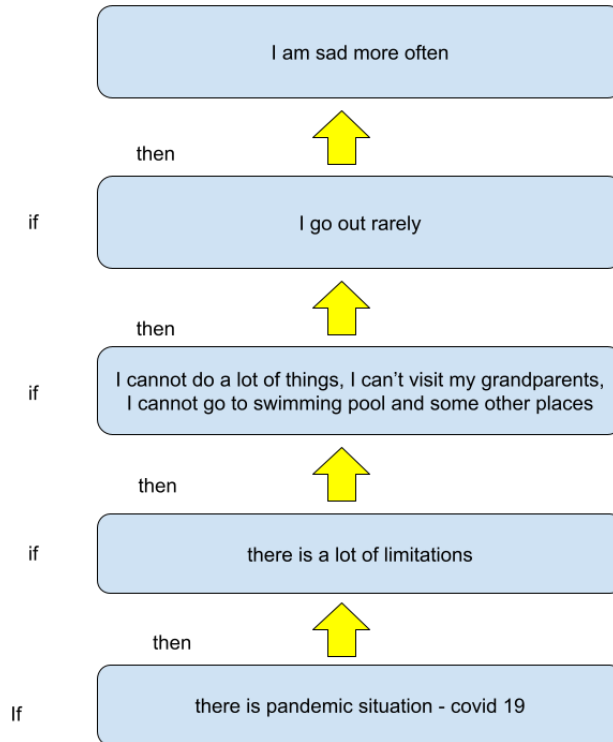 I am sad more often
then
if
I go out rarely
then
if
I cannot do a lot of things, I can't visit my grandparents,
I cannot go to swimming pool and some other places
then
if
there is a lot of limitations
then
If
there is pandemic situation - covid 19